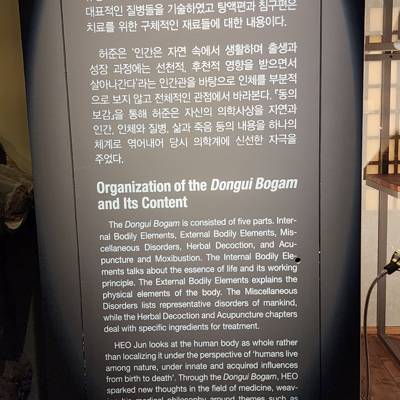 대표적인 질병들을 기술하였고 탕액편과 침구편은
치료를 위한 구체적인 재료들에 대한 내용이다.
허준은 '인간은 자연 속에서 생활하며 출생과
성장 과정에는 선천적, 후천적 영향을 받으면서
살아나간다'라는 인간관을 바탕으로 인체를 부분적
으로 보지 않고 전체적인 관점에서 바라본다. 『동의
보감』을 통해 허준은 자신의 의학사상을 자연과
인간, 인체와 질병, 삶과 죽음 등의 내용을 하나의
체계로 엮어내어 당시 의학계에 신선한 자극을
주었다.
Organization of the Dongui Bogam
and Its Content
The Dongui Bogam is consisted of five parts. Inter-
nal Bodily Elements, External Bodily Elements, Mis-
cellaneous Disorders, Herbal Decoction, and Acu-
puncture and Moxibustion. The Internal Bodily Ele-
ments talks about the essence of life and its working
principle. The External Elements explains the
physical elements of the body. The Miscellaneous
Disorders lists representative disorders of mankind,
while the Herbal Decoction and Acupuncture chapters
deal with specific ingredients for treatment.
HEO Jun looks at the human body as whole rather
than localizing it under the perspective of 'humans live
among nature, under innate and acquired influences
from birth to death'. Through the Dongui Bogam, HEO
sparked new thoughts in the field of medicine, weav-
medical philosophy around themes such as